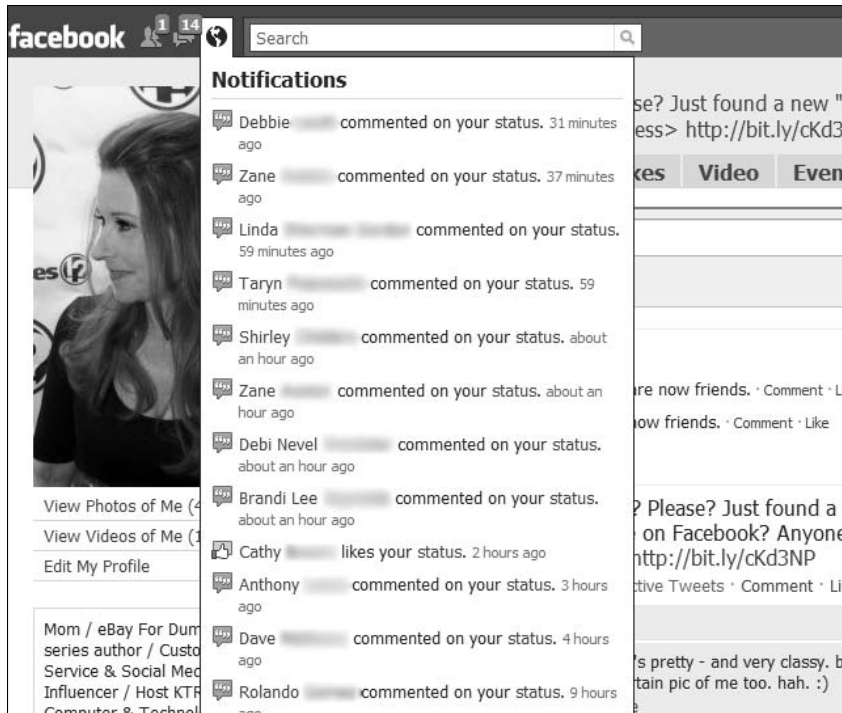 facebook
1
14
Search
Notifications
Debbie commented on your status. 31 minutes
ago
Zane commented on your status. 37 minutes
ago
Linda commented on your status.
59 minutes ago
Taryn commented on your status. 59
minutes ago
Shirley commented on your status. about
an hour ago
Zane commented on your status. about an
hour ago
Debi Nevel commented on your status.
about an hour ago
Brandi Lee commented on your status.
about an hour ago
Cathy likes your status. 2 hours ago
Anthony commented on your status. 3 hours
ago
Dave commented on your status. 4 hours
ago
Rolando commented on your status. 9 hours
ago
es 12
View Photos of Me (4
View Videos of Me (1
Edit My Profile
Mom / eBay For Dum
series author / Custo
Service & Social Med
Influencer / Host KTR
Computer & Technol
se? Just found a new "
ess> http://bit.ly/cKd3
kes Video Even
are now friends. · Comment · L
now friends. · Comment · Like
? Please? Just found a
on Facebook? Anyone
http://bit.ly/cKd3NP
ctive Tweets · Comment · Li
's pretty - and very classy. b
tain pic of me too. hah. :)